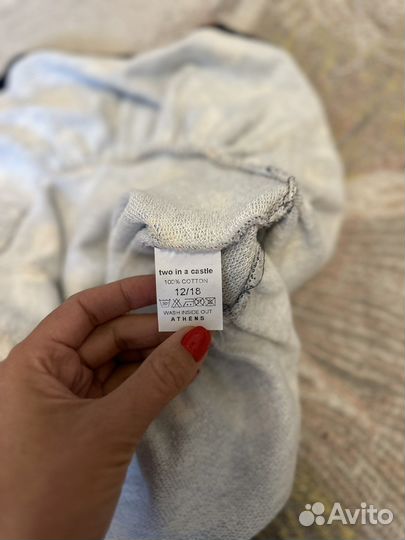 two in a castle
100% COTTON
12/18
WASH INSIDE OUT
ATHENS
Avito